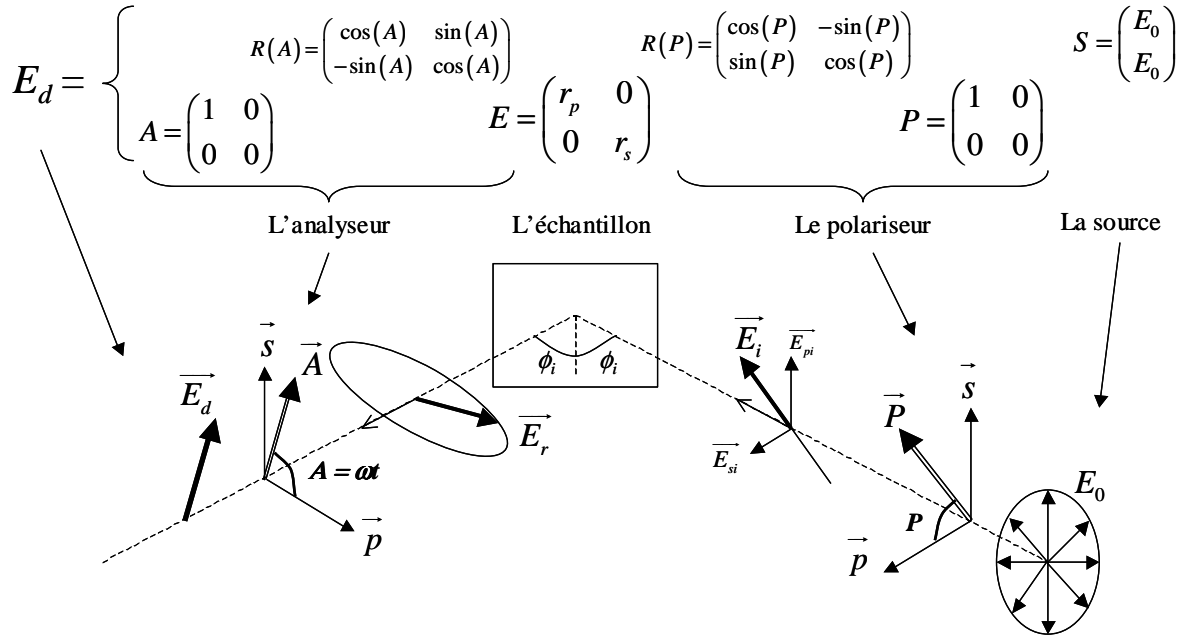 E_d = {
R(A) = ( cos(A) sin(A)
-sin(A) cos(A) )
R(P) = ( cos(P) -sin(P)
sin(P) cos(P) )
S = ( E_0
E_0 )
A = ( 1 0
0 0 )
E = ( r_p 0
0 r_s )
P = ( 1 0
0 0 )
L'analyseur
L'échantillon
Le polariseur
La source
s
A
E_d
ϕ_i ϕ_i
E_r
A = ωt
p
E_i
E_pi
E_si
P
s
P
p
E_0